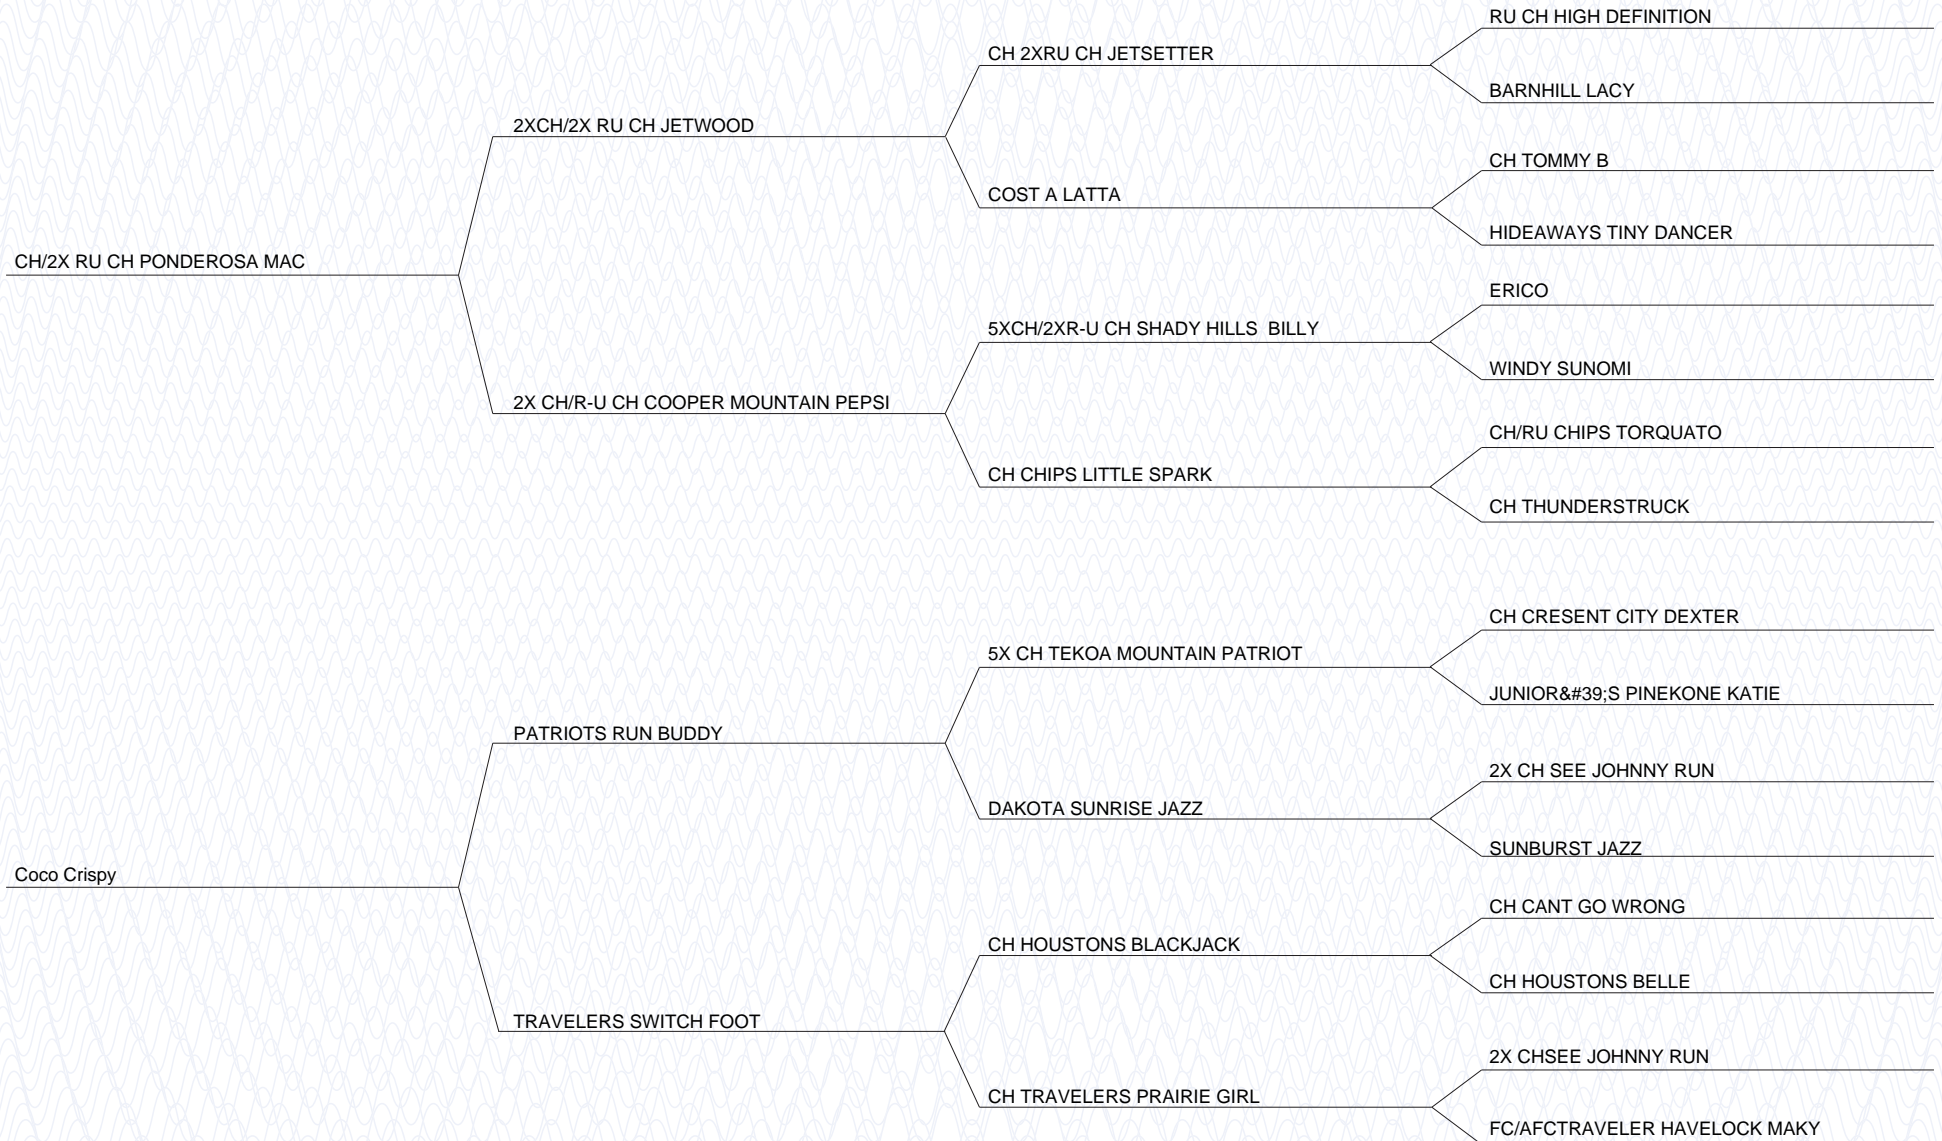 RU CH HIGH DEFINITION
CH 2XRU CH JETSETTER
BARNHILL LACY
2XCH/2X RU CH JETWOOD
CH TOMMY B
COST A LATTA
HIDEAWAYS TINY DANCER
CH/2X RU CH PONDEROSA MAC
ERICO
5XCH/2XR-U CH SHADY HILLS  BILLY
WINDY SUNOMI
2X CH/R-U CH COOPER MOUNTAIN PEPSI
CH/RU CHIPS TORQUATO
CH CHIPS LITTLE SPARK
CH THUNDERSTRUCK
CH CRESENT CITY DEXTER
5X CH TEKOA MOUNTAIN PATRIOT
JUNIOR&#39;S PINEKONE KATIE
PATRIOTS RUN BUDDY
2X CH SEE JOHNNY RUN
DAKOTA SUNRISE JAZZ
SUNBURST JAZZ
Coco Crispy
CH CANT GO WRONG
CH HOUSTONS BLACKJACK
CH HOUSTONS BELLE
TRAVELERS SWITCH FOOT
2X CHSEE JOHNNY RUN
CH TRAVELERS PRAIRIE GIRL
FC/AFCTRAVELER HAVELOCK MAKY